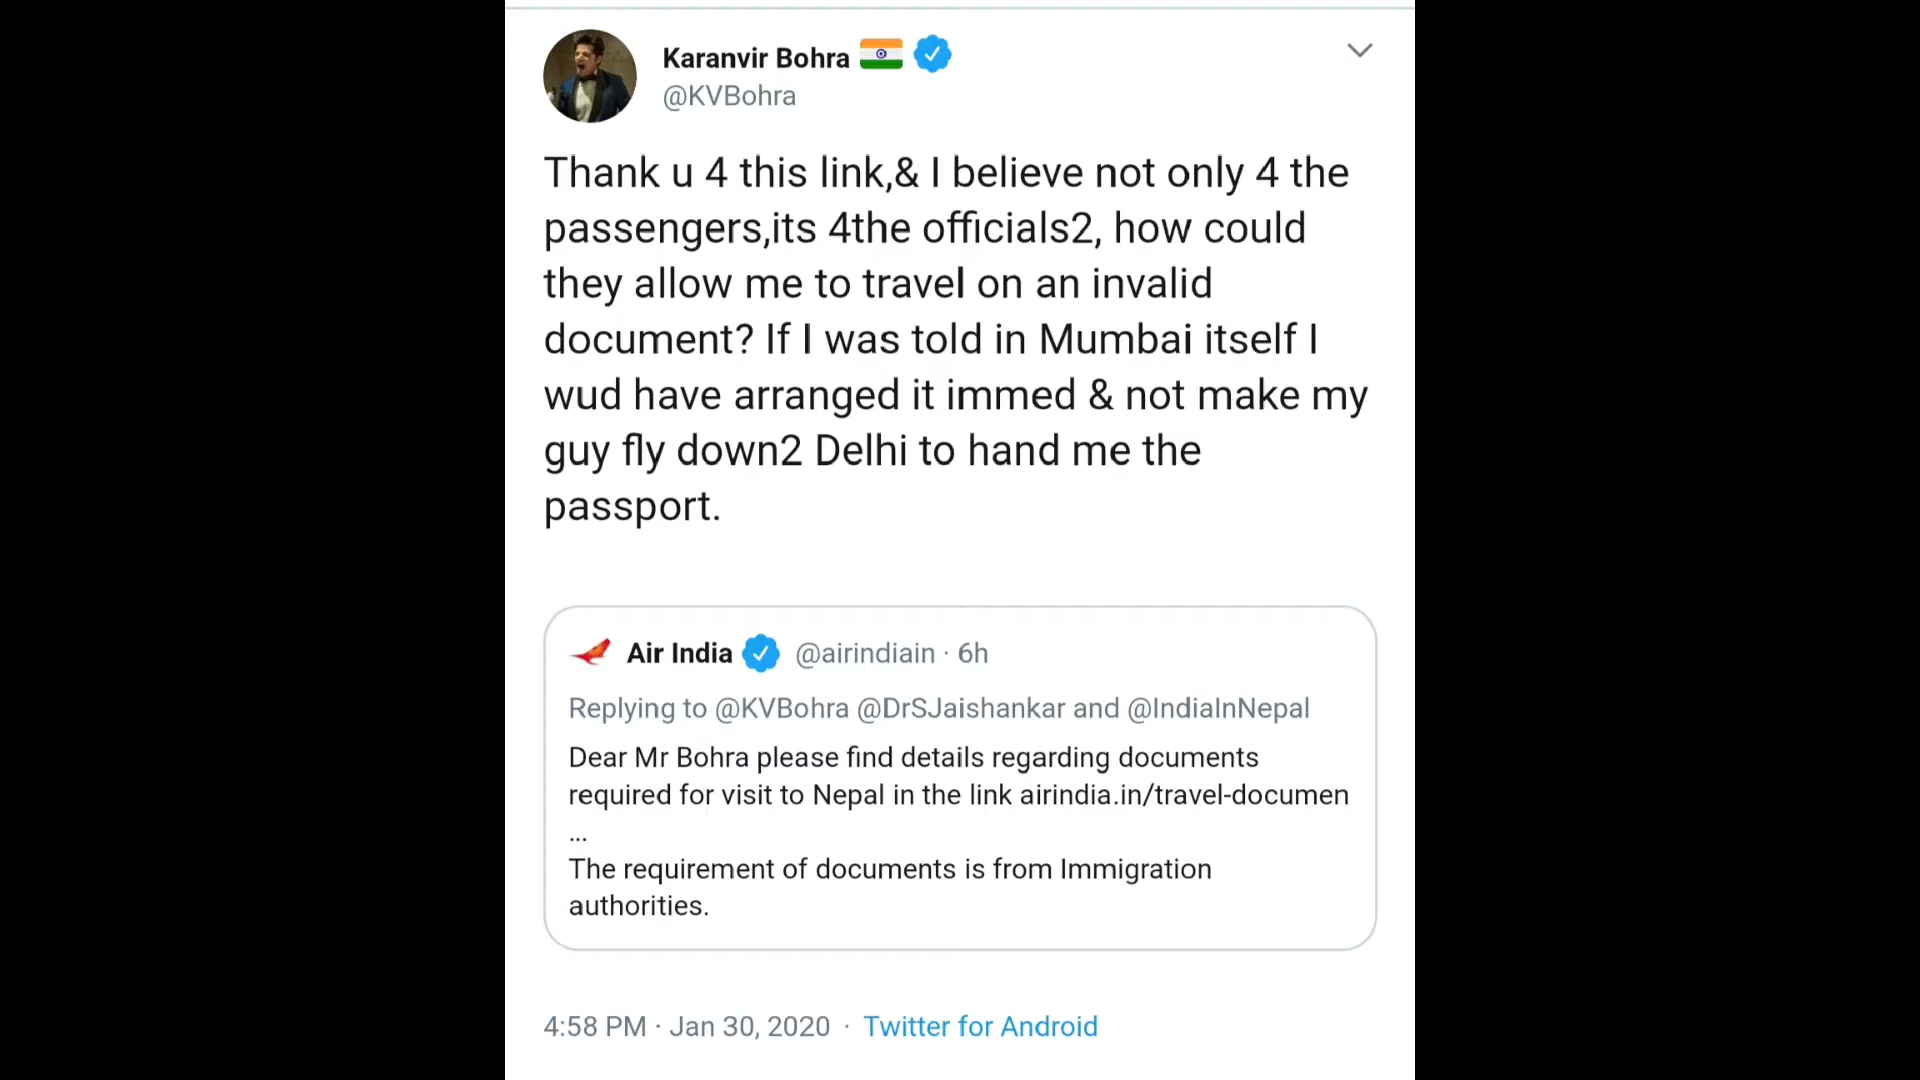 Karanvir Bohra
@KVBohra
Thank u 4 this link,& I believe not only 4 the
passengers,its 4the officials2, how could
they allow me to travel on an invalid
document? If I was told in Mumbai itself I
wud have arranged it immed & not make my
guy fly down2 Delhi to hand me the
passport.
Air India @airindiain · 6h
Replying to @KVBohra @DrSJaishankar and @IndiaInNepal
Dear Mr Bohra please find details regarding documents
required for visit to Nepal in the link airindia.in/travel-documen
...
The requirement of documents is from Immigration
authorities.
4:58 PM · Jan 30, 2020 · Twitter for Android